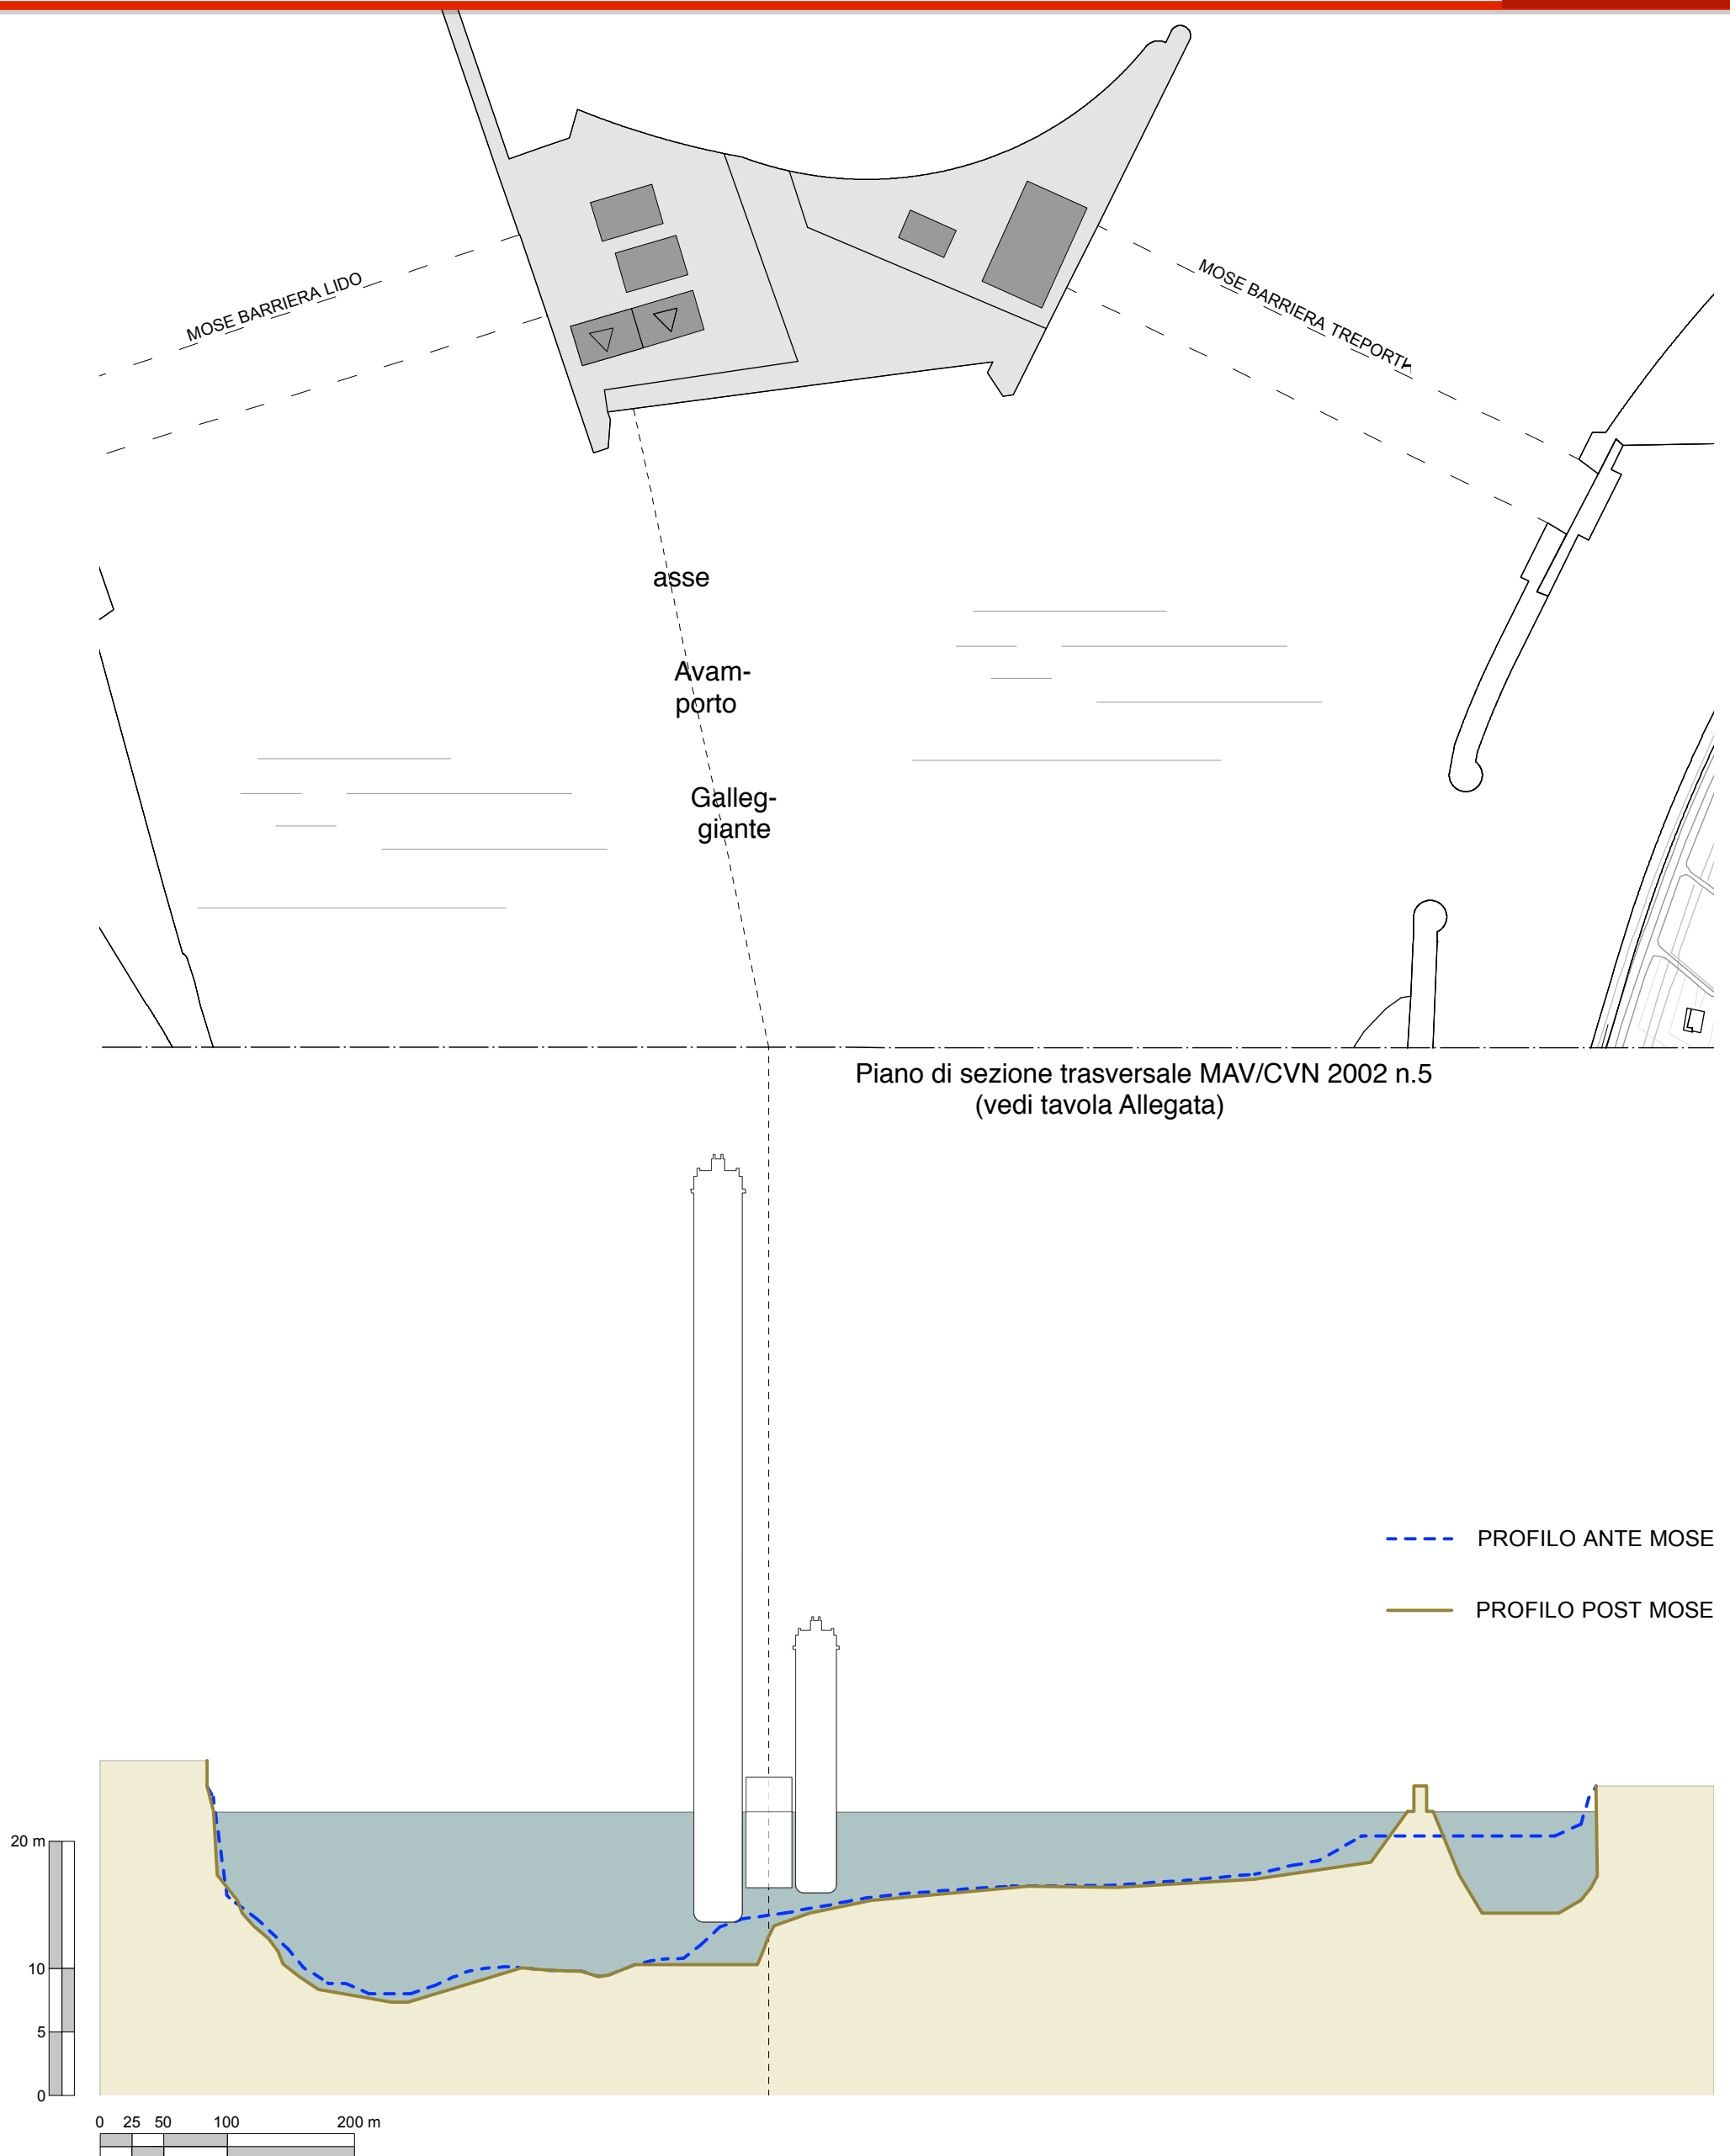 MOSE BARRIERA LIDO
MOSE BARRIERA TREPORTI
asse
Avam-
porto
Galleg-
giante
Piano di sezione trasversale MAV/CVN 2002 n.5
(vedi tavola Allegata)
PROFILO ANTE MOSE
PROFILO POST MOSE
20 m
10
5
0
0 25 50 100 200 m